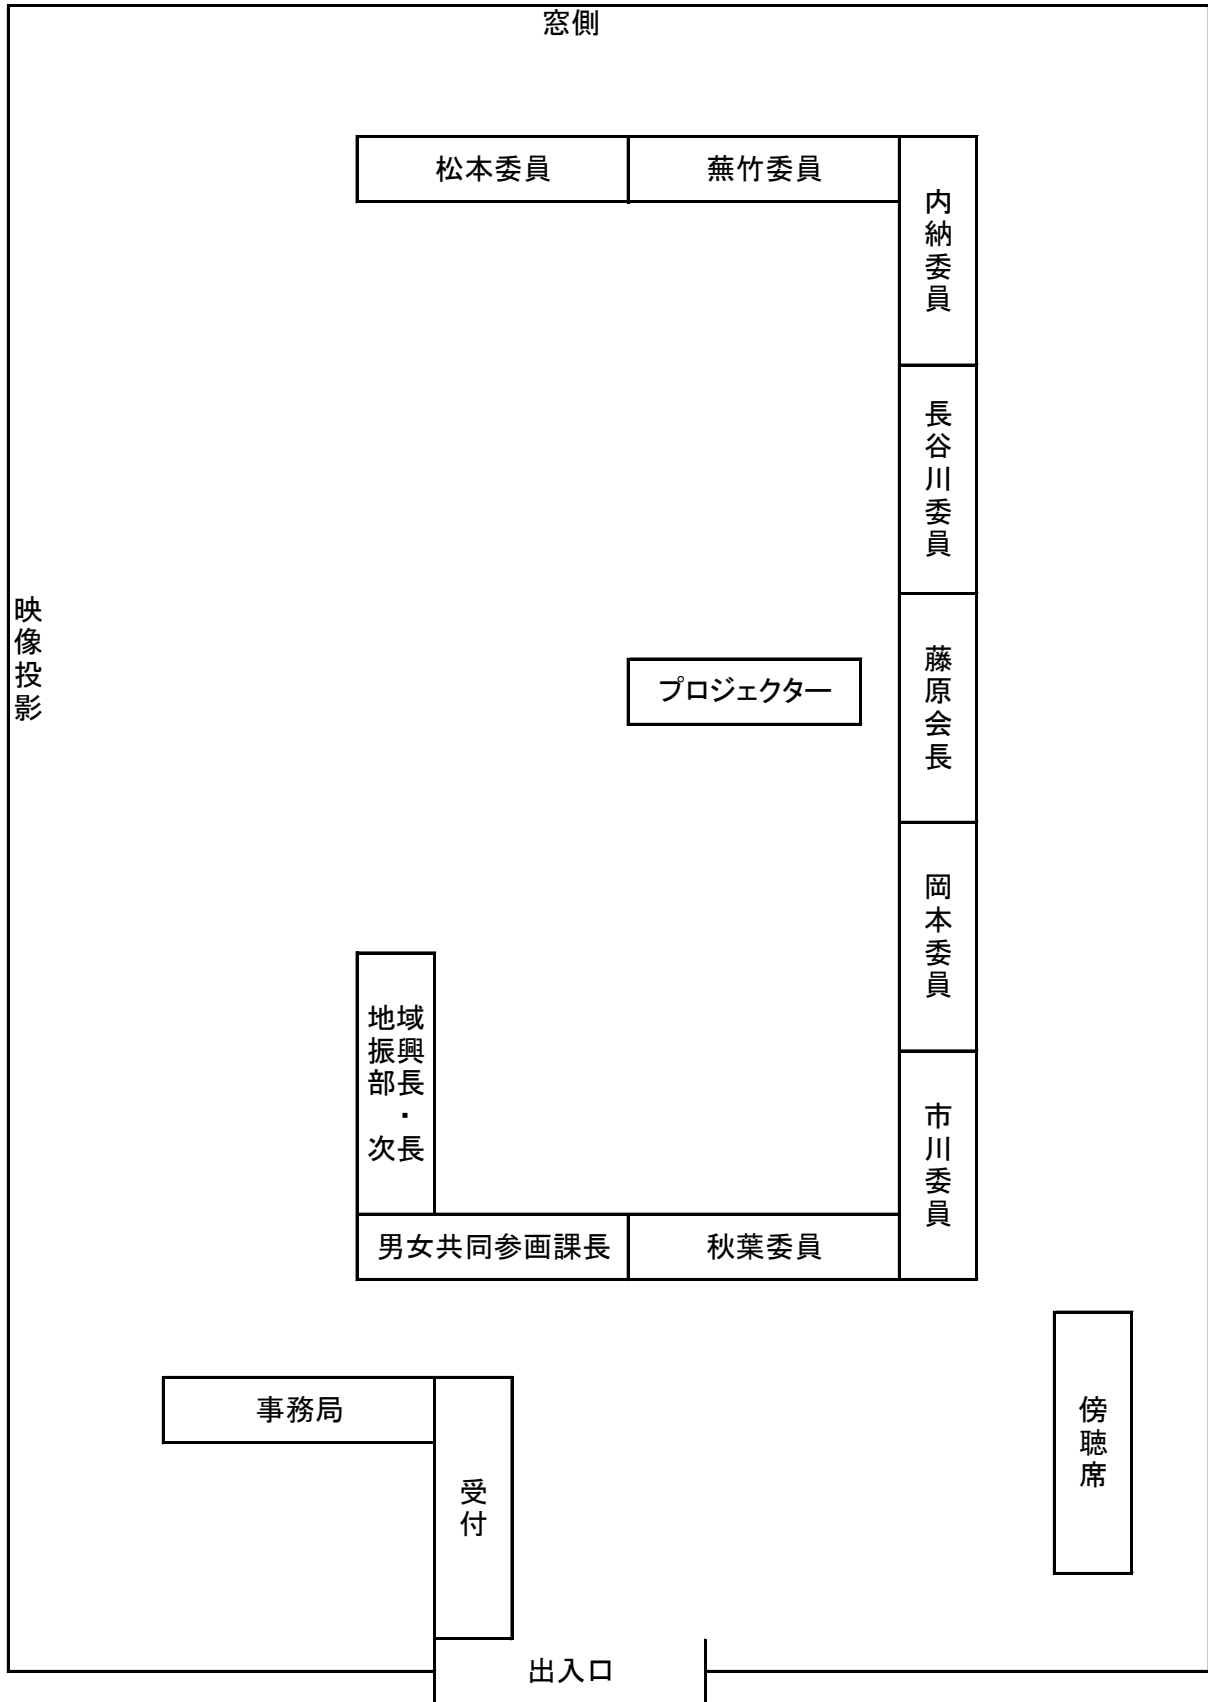 窓側
松本委員
蕪竹委員
内納委員
長谷川委員
映像投影
プロジェクター
藤原会長
岡本委員
地域
振興
部長
・
次長
市川委員
男女共同参画課長
秋葉委員
事務局
受付
傍聴席
出入口